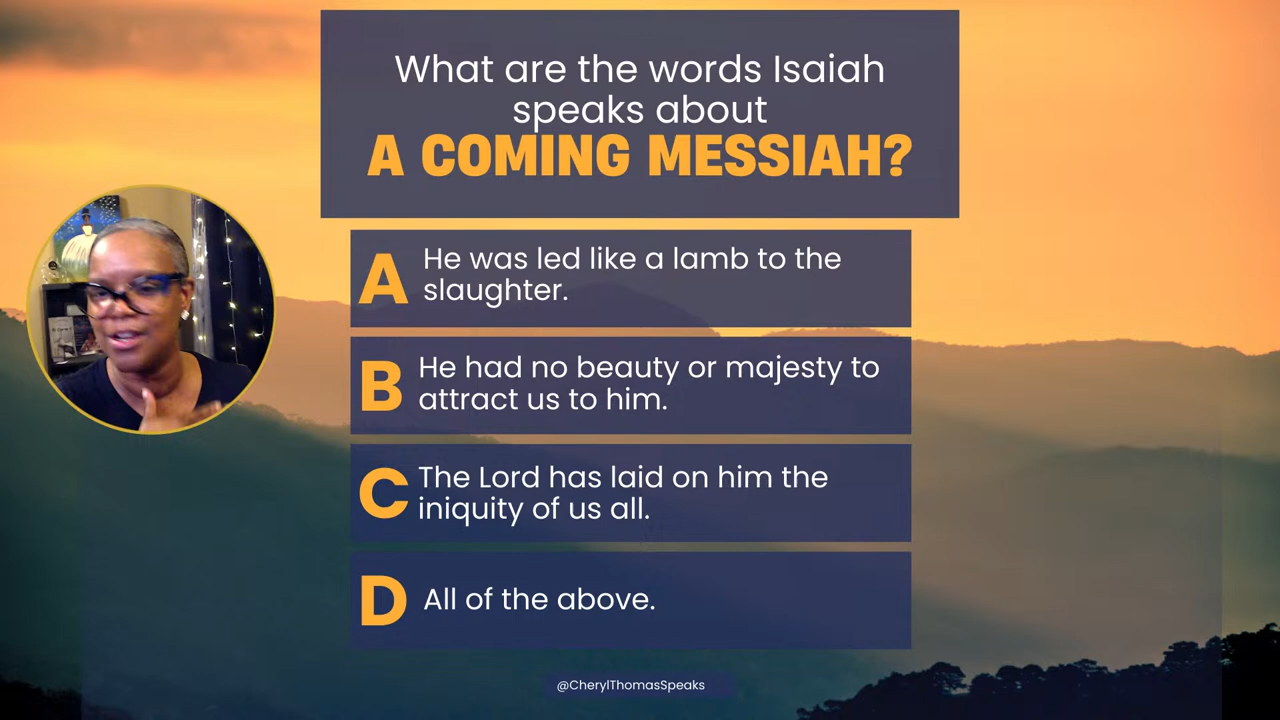 What are the words Isaiah
speaks about
A COMING MESSIAH?
A
He was led like a lamb to the
slaughter.
B
He had no beauty or majesty to
attract us to him.
C
The Lord has laid on him the
iniquity of us all.
D
All of the above.
@CherylThomasSpeaks